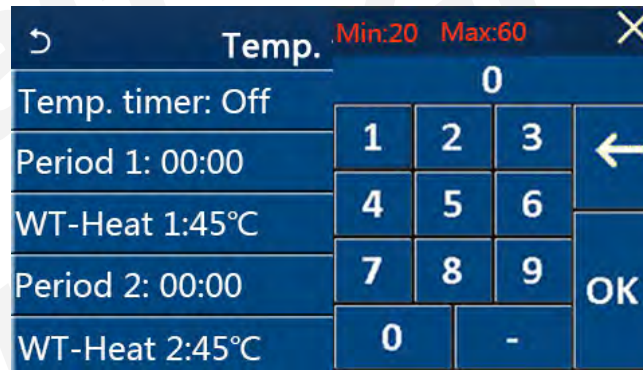 Temp.
Temp. timer: Off
Period 1: 00:00
WT-Heat 1:45℃
Period 2: 00:00
WT-Heat 2:45℃
Min:20 Max:60
0
1 2 3
4 5 6
7 8 9
OK
0 -